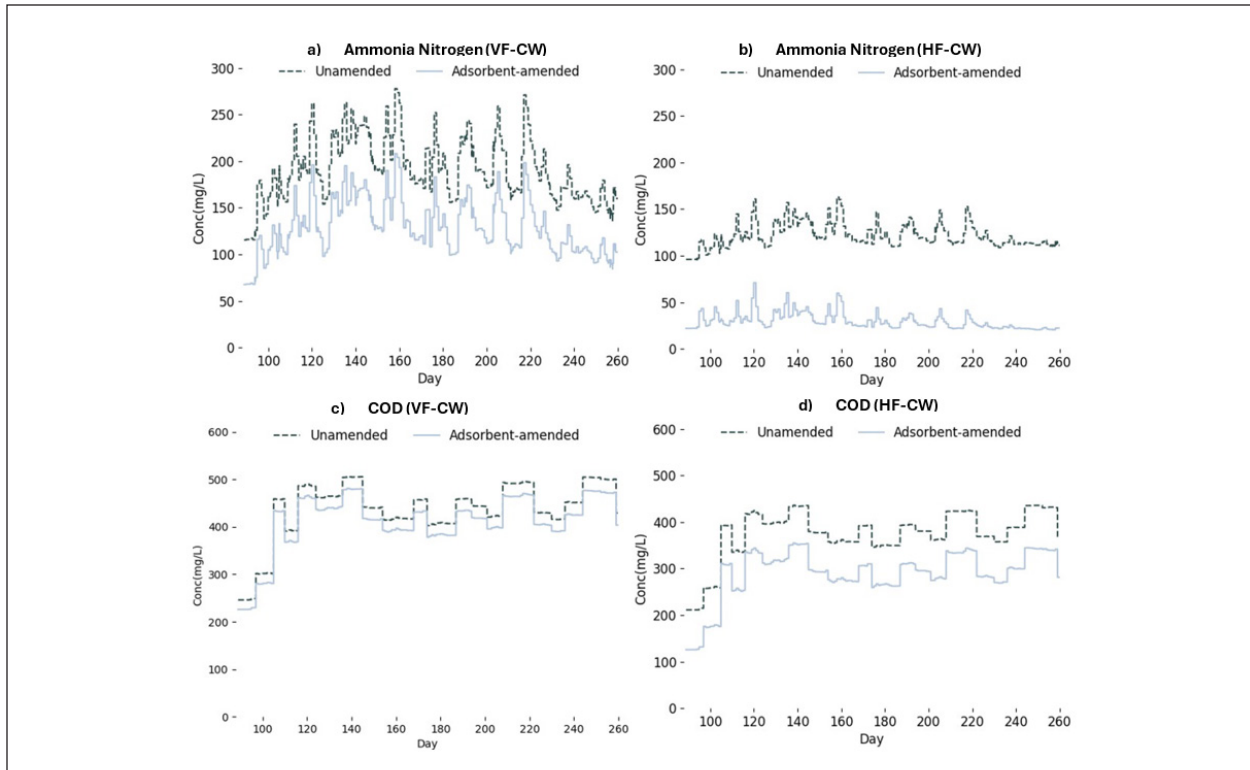 a) Ammonia Nitrogen (VF-CW)
Unamended Adsorbent-amended
300
250
200
150
100
50
0
Conc(mg/L)
100 120 140 160 180 200 220 240 260
Day
b) Ammonia Nitrogen (HF-CW)
Unamended Adsorbent-amended
300
250
200
150
100
50
0
Conc(mg/L)
100 120 140 160 180 200 220 240 260
Day
c) COD (VF-CW)
Unamended Adsorbent-amended
600
500
400
300
200
100
0
Conc(mg/L)
100 120 140 160 180 200 220 240 260
Day
d) COD (HF-CW)
Unamended Adsorbent-amended
600
500
400
300
200
100
0
Conc(mg/L)
100 120 140 160 180 200 220 240 260
Day